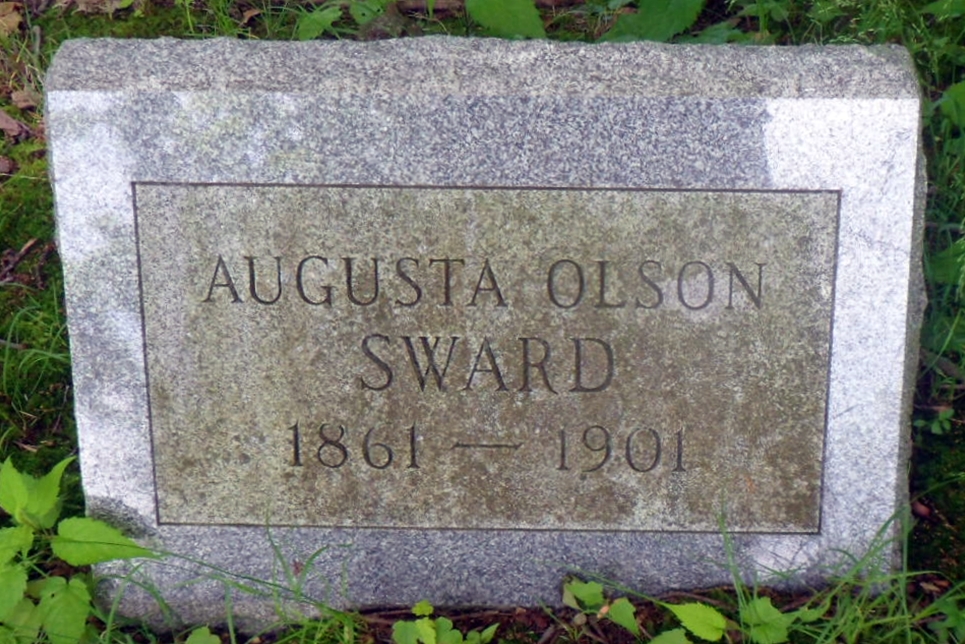 AUGUSTA OLSON
SWARD
1861 — 1901